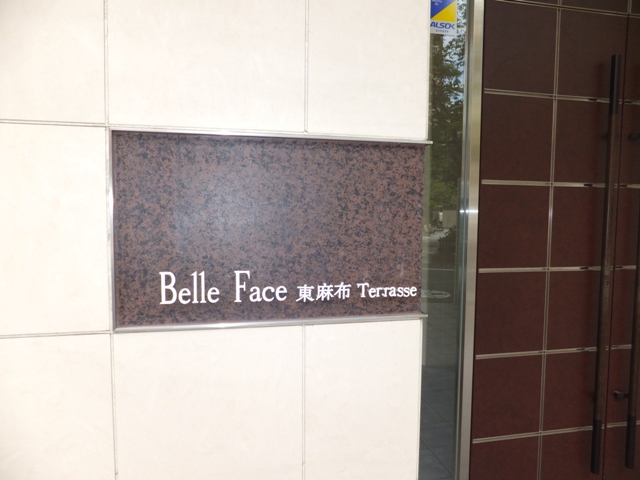 ALSOK
Belle Face 東麻布 Terrasse